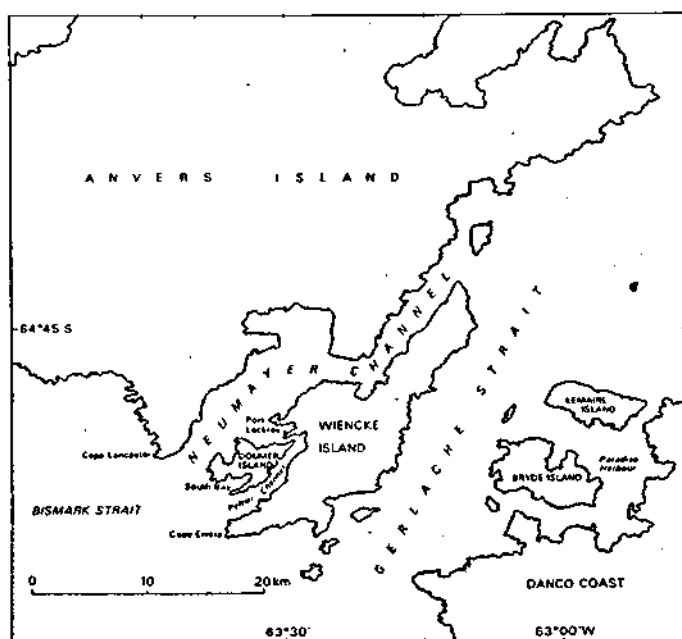 ANVERS ISLAND
64°45 S
NEUMAYER CHANNEL
GERLACHE STRAIT
LEMAIRE ISLAND
Port Lockroy
WIENCKE ISLAND
Cape Lancaster
DOUMER ISLAND
Paradise Harbour
BRYDE ISLAND
South Bay
Peltier Channel
BISMARK STRAIT
Cape Errera
0 10 20 km
DANCO COAST
63°30'
63°00'W